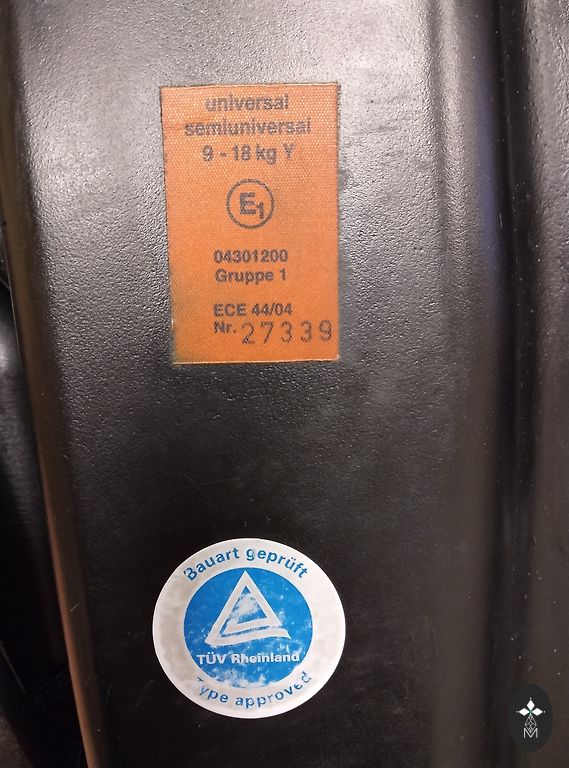 universal
semiuniversal
9 - 18 kg Y
E1
04301200
Gruppe 1
ECE 44/04
Nr. 27339
Bauart geprüft
TÜV Rheinland
Type approved
M